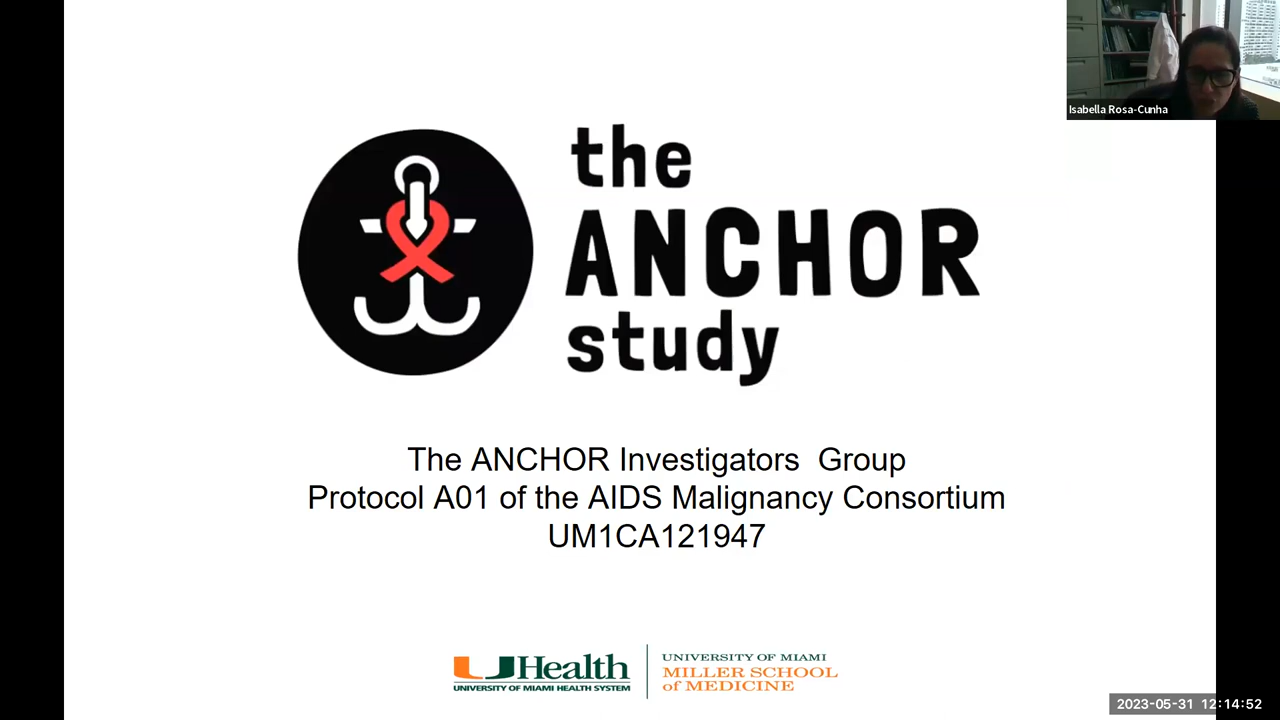 Isabella Rosa-Cunha
the
ANCHOR
study
The ANCHOR Investigators  Group
Protocol A01 of the AIDS Malignancy Consortium
UM1CA121947
UHealth
UNIVERSITY OF MIAMI HEALTH SYSTEM
UNIVERSITY OF MIAMI
MILLER SCHOOL
of MEDICINE
2023-05-31 12:14:52